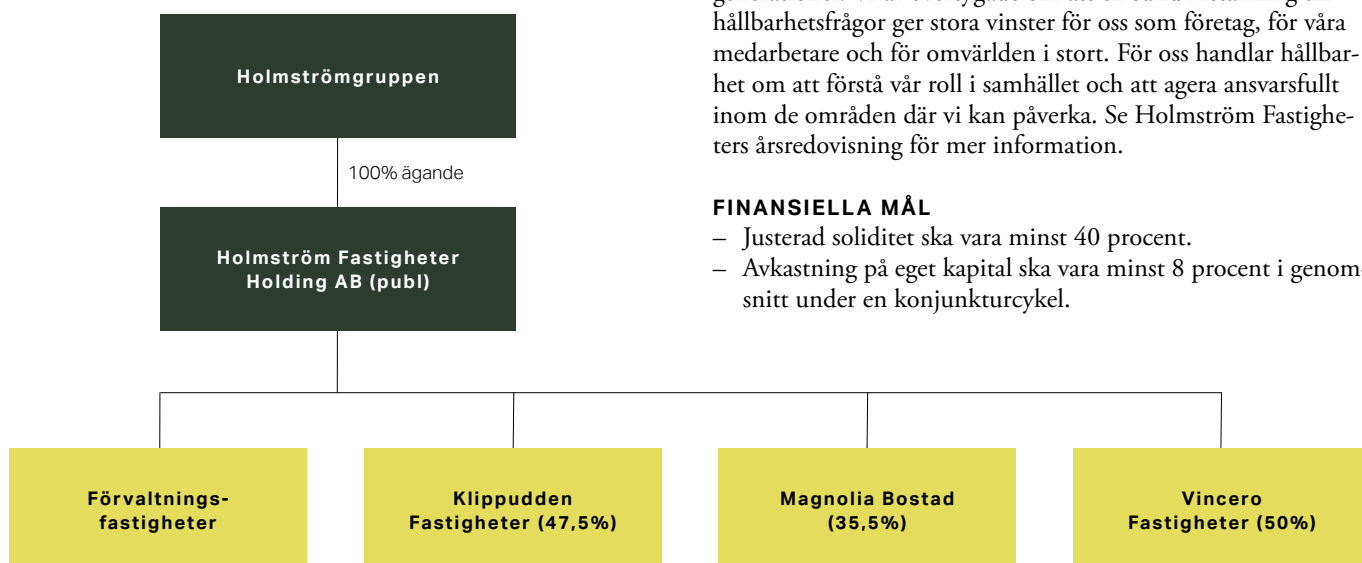 Holmströmgruppen
100% ägande
Holmström Fastigheter
Holding AB (publ)
hållbarhetsfrågor ger stora vinster för oss som företag, för våra
medarbetare och för omvärlden i stort. För oss handlar hållbar-
het om att förstå vår roll i samhället och att agera ansvarsfullt
inom de områden där vi kan påverka. Se Holmström Fastighe-
ters årsredovisning för mer information.
FINANSIELLA MÅL
– Justerad soliditet ska vara minst 40 procent.
– Avkastning på eget kapital ska vara minst 8 procent i genom-
snitt under en konjunkturcykel.
Förvaltnings-
fastigheter
Klippudden
Fastigheter (47,5%)
Magnolia Bostad
(35,5%)
Vincero
Fastigheter (50%)